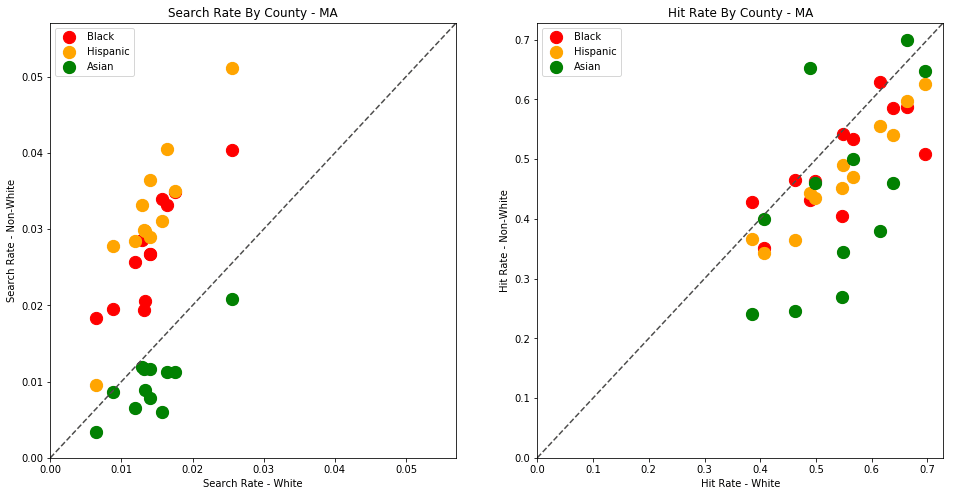 Search Rate By County - MA
Black
Hispanic
Asian
0.05
0.04
0.03
0.02
0.01
0.00
Search Rate - Non-White
0.00 0.01 0.02 0.03 0.04 0.05
Search Rate - White
Hit Rate By County - MA
Black
Hispanic
Asian
0.7
0.6
0.5
0.4
0.3
0.2
0.1
0.0
Hit Rate - Non-White
0.0 0.1 0.2 0.3 0.4 0.5 0.6 0.7
Hit Rate - White